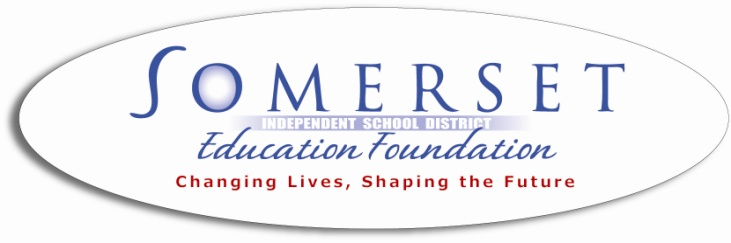 SOMERSET
INDEPENDENT SCHOOL DISTRICT
Education Foundation
Changing Lives, Shaping the Future